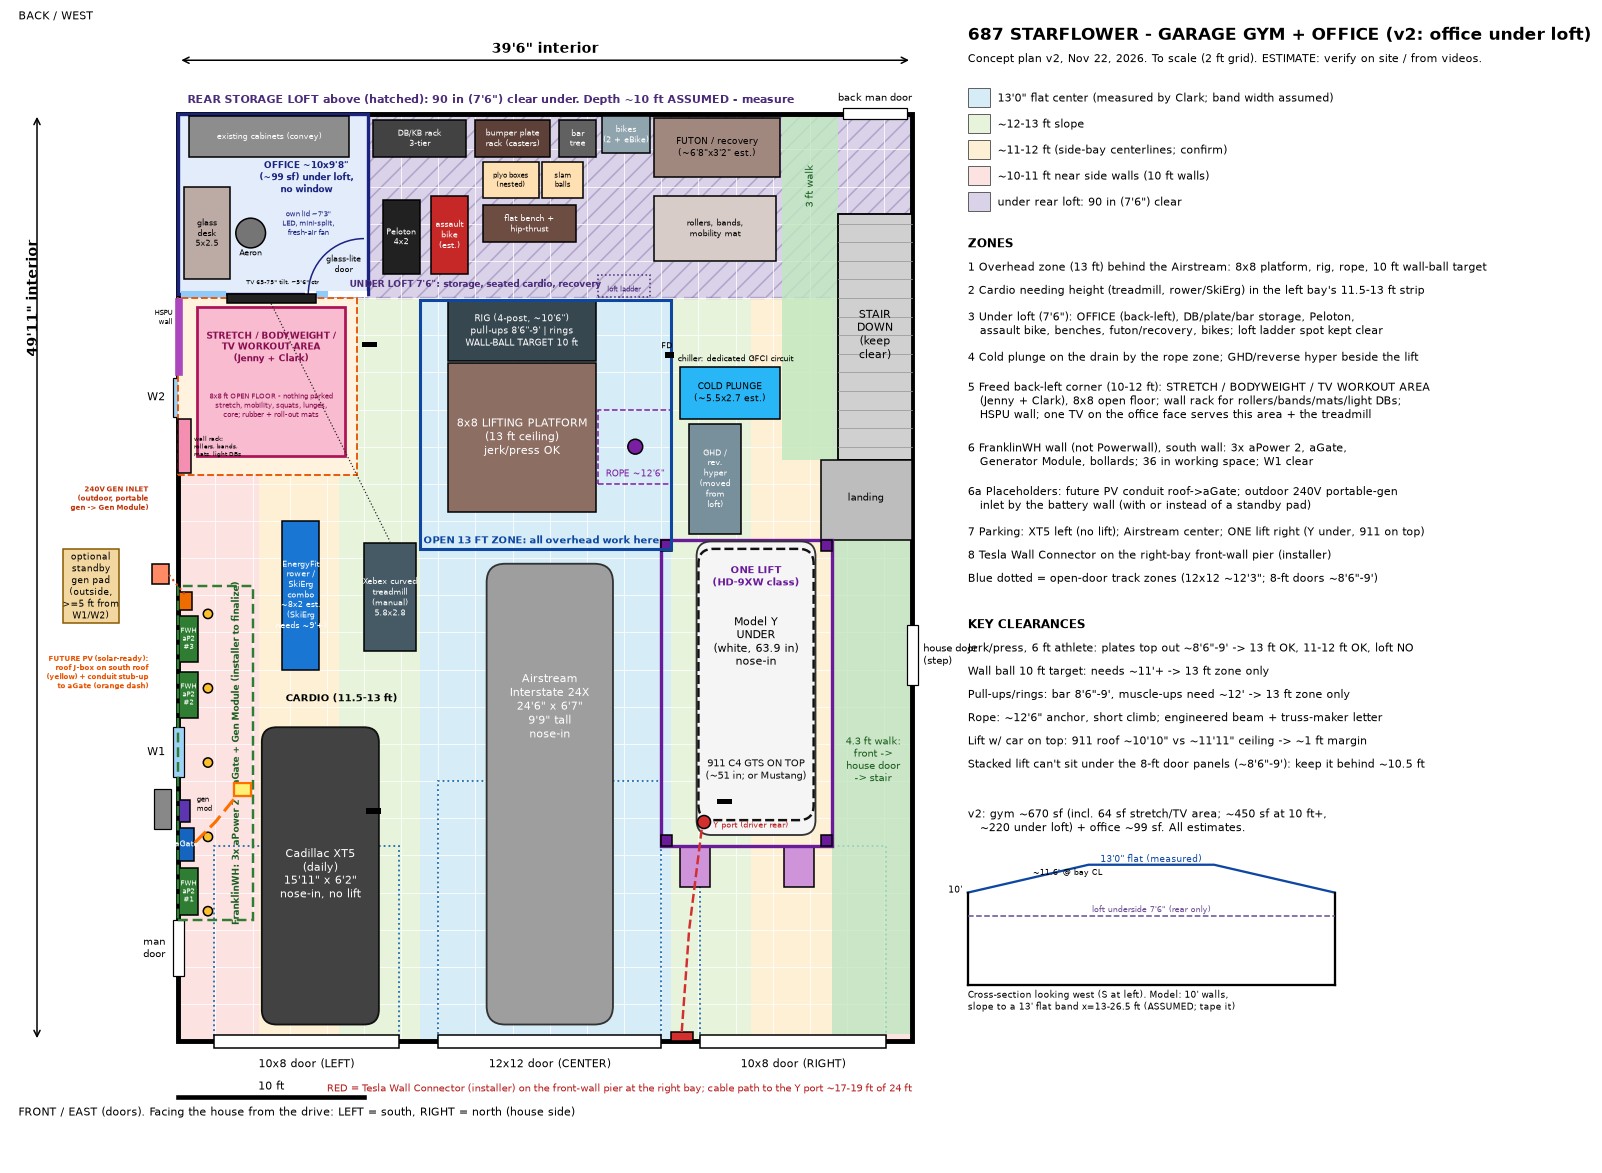 BACK / WEST
39'6" interior
49'11" interior
REAR STORAGE LOFT above (hatched): 90 in (7'6") clear under. Depth ~10 ft ASSUMED - measure
back man door
existing cabinets (convey)
OFFICE ~10x9'8"
(~99 sf) under loft,
no window
own lid ~7'3"
LED, mini-split,
fresh-air fan
glass
desk
5x2.5
Aeron
glass-lite
door
TV 65-75" tilt, ~5'6" ctr
DB/KB rack
3-tier
bumper plate
rack (casters)
bar
tree
bikes
(2 + eBike)
FUTON / recovery
(~6'8"x3'2" est.)
plyo boxes
(nested)
slam
balls
Peloton
4x2
assault
bike
(est.)
flat bench +
hip-thrust
rollers, bands,
mobility mat
3 ft walk
UNDER LOFT 7'6": storage, seated cardio, recovery
loft ladder
STAIR
DOWN
(keep
clear)
landing
HSPU
wall
W2
STRETCH / BODYWEIGHT /
TV WORKOUT AREA
(Jenny + Clark)
8x8 ft OPEN FLOOR - nothing parked
stretch, mobility, squats, lunges,
core; rubber + roll-out mats
wall rack:
rollers, bands,
mats, light DBs
RIG (4-post, ~10'6")
pull-ups 8'6"-9' | rings
WALL-BALL TARGET 10 ft
8x8 LIFTING PLATFORM
(13 ft ceiling)
jerk/press OK
ROPE ~12'6"
OPEN 13 FT ZONE: all overhead work here
FD
chiller: dedicated GFCI circuit
COLD PLUNGE
(~5.5x2.7 est.)
GHD /
rev.
hyper
(moved
from
loft)
240V GEN INLET
(outdoor, portable
gen -> Gen Module)
optional
standby
gen pad
(outside,
>=5 ft from
W1/W2)
FUTURE PV (solar-ready):
roof J-box on south roof
(yellow) + conduit stub-up
to aGate (orange dash)
FWH
aP2
#3
FWH
aP2
#2
W1
gen
mod
aGate
FWH
aP2
#1
FranklinWH: 3x aPower 2 + aGate + Gen Module (installer to finalize)
man
door
EnergyFit
rower /
SkiErg
combo
~8x2 est.
(SkiErg
needs ~9'+)
Xebex curved
treadmill
(manual)
5.8x2.8
CARDIO (11.5-13 ft)
Cadillac XT5
(daily)
15'11" x 6'2"
nose-in, no lift
Airstream
Interstate 24X
24'6" x 6'7"
9'9" tall
nose-in
ONE LIFT
(HD-9XW class)
Model Y
UNDER
(white, 63.9 in)
nose-in
911 C4 GTS ON TOP
(~51 in; or Mustang)
Y port (driver rear)
4.3 ft walk:
front ->
house door
-> stair
house door
(step)
10x8 door (LEFT)
12x12 door (CENTER)
10x8 door (RIGHT)
10 ft
RED = Tesla Wall Connector (installer) on the front-wall pier at the right bay; cable path to the Y port ~17-19 ft of 24 ft
FRONT / EAST (doors). Facing the house from the drive: LEFT = south, RIGHT = north (house side)
687 STARFLOWER - GARAGE GYM + OFFICE (v2: office under loft)
Concept plan v2, Nov 22, 2026. To scale (2 ft grid). ESTIMATE: verify on site / from videos.
13'0" flat center (measured by Clark; band width assumed)
~12-13 ft slope
~11-12 ft (side-bay centerlines; confirm)
~10-11 ft near side walls (10 ft walls)
under rear loft: 90 in (7'6") clear
ZONES
1 Overhead zone (13 ft) behind the Airstream: 8x8 platform, rig, rope, 10 ft wall-ball target
2 Cardio needing height (treadmill, rower/SkiErg) in the left bay's 11.5-13 ft strip
3 Under loft (7'6"): OFFICE (back-left), DB/plate/bar storage, Peloton,
assault bike, benches, futon/recovery, bikes; loft ladder spot kept clear
4 Cold plunge on the drain by the rope zone; GHD/reverse hyper beside the lift
5 Freed back-left corner (10-12 ft): STRETCH / BODYWEIGHT / TV WORKOUT AREA
(Jenny + Clark), 8x8 open floor; wall rack for rollers/bands/mats/light DBs;
HSPU wall; one TV on the office face serves this area + the treadmill
6 FranklinWH wall (not Powerwall), south wall: 3x aPower 2, aGate,
Generator Module, bollards; 36 in working space; W1 clear
6a Placeholders: future PV conduit roof->aGate; outdoor 240V portable-gen
inlet by the battery wall (with or instead of a standby pad)
7 Parking: XT5 left (no lift); Airstream center; ONE lift right (Y under, 911 on top)
8 Tesla Wall Connector on the right-bay front-wall pier (installer)
Blue dotted = open-door track zones (12x12 ~12'3"; 8-ft doors ~8'6"-9')
KEY CLEARANCES
Jerk/press, 6 ft athlete: plates top out ~8'6"-9' -> 13 ft OK, 11-12 ft OK, loft NO
Wall ball 10 ft target: needs ~11'+ -> 13 ft zone only
Pull-ups/rings: bar 8'6"-9', muscle-ups need ~12' -> 13 ft zone only
Rope: ~12'6" anchor, short climb; engineered beam + truss-maker letter
Lift w/ car on top: 911 roof ~10'10" vs ~11'11" ceiling -> ~1 ft margin
Stacked lift can't sit under the 8-ft door panels (~8'6"-9'): keep it behind ~10.5 ft
v2: gym ~670 sf (incl. 64 sf stretch/TV area; ~450 sf at 10 ft+,
~220 under loft) + office ~99 sf. All estimates.
13'0" flat (measured)
~11'6" @ bay CL
10'
loft underside 7'6" (rear only)
Cross-section looking west (S at left). Model: 10' walls,
slope to a 13' flat band x=13-26.5 ft (ASSUMED; tape it)